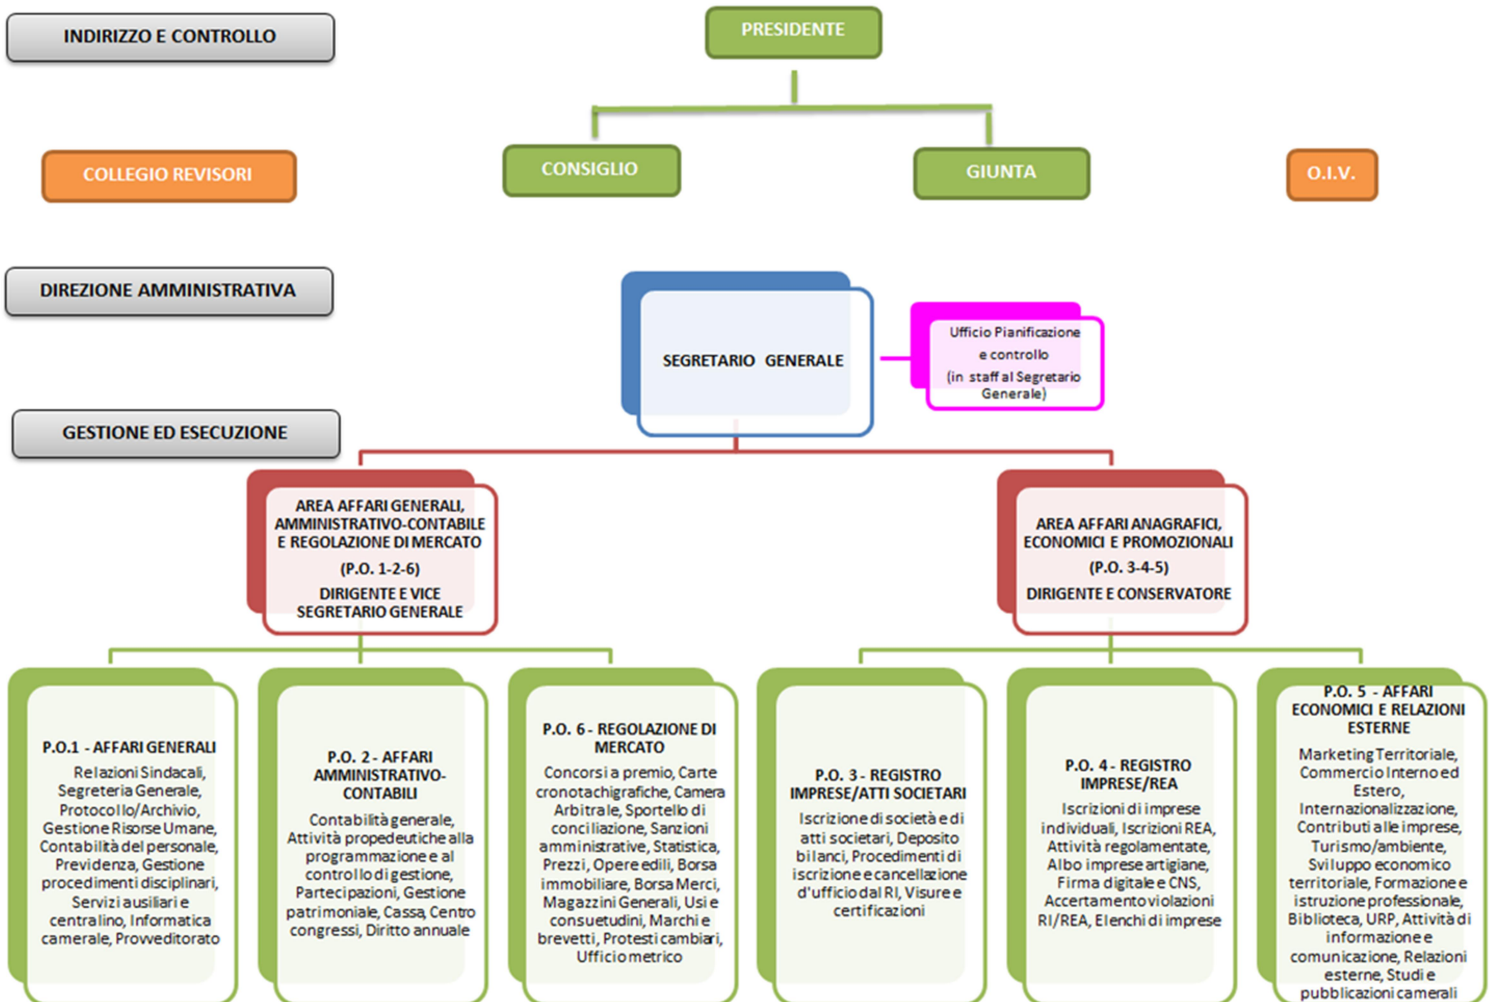 INDIRIZZO E CONTROLLO
PRESIDENTE
COLLEGIO REVISORI
CONSIGLIO
GIUNTA
O.I.V.
DIREZIONE AMMINISTRATIVA
SEGRETARIO GENERALE
Ufficio Pianificazione
e controllo
(in staff al Segretario
Generale)
GESTIONE ED ESECUZIONE
AREA AFFARI GENERALI,
AMMINISTRATIVO-CONTABILE
E REGOLAZIONE DI MERCATO
(P.O. 1-2-6)
DIRIGENTE E VICE
SEGRETARIO GENERALE
AREA AFFARI ANAGRAFICI,
ECONOMICI E PROMOZIONALI
(P.O. 3-4-5)
DIRIGENTE E CONSERVATORE
P.O.1 - AFFARI GENERALI
Relazioni Sindacali,
Segreteria Generale,
Protocollo/Archivio,
Gestione Risorse Umane,
Contabilità del personale,
Previdenza, Gestione
procedimenti disciplinari,
Servizi ausiliari e
centralino, Informatica
camerale, Provveditorato
P.O. 2 - AFFARI
AMMINISTRATIVO-
CONTABILI
Contabilità generale,
Attività propedeutiche alla
programmazione e al
controllo di gestione,
Partecipazioni, Gestione
patrimoniale, Cassa, Centro
congressi, Diritto annuale
P.O. 6 - REGOLAZIONE DI
MERCATO
Concorsi a premio, Carte
cronotachigrafiche, Camera
Arbitrale, Sportello di
conciliazione, Sanzioni
amministrative, Statistica,
Prezzi, Opere edili, Borsa
immobiliare, Borsa Merci,
Magazzini Generali, Usi e
consuetudini, Marchi e
brevetti, Protesti cambiari,
Ufficio metrico
P.O. 3 - REGISTRO
IMPRESE/ATTI SOCIETARI
Iscrizione di società e di
atti societari, Deposito
bilanci, Procedimenti di
iscrizione e cancellazione
d'ufficio dal RI, Visure e
certificazioni
P.O. 4 - REGISTRO
IMPRESE/REA
Iscrizioni di imprese
individuali, Iscrizioni REA,
Attività regolamentate,
Albo imprese artigiane,
Firma digitale e CNS,
Accertamento violazioni
RI/REA, Elenchi di imprese
P.O. 5 - AFFARI
ECONOMICI E RELAZIONI
ESTERNE
Marketing Territoriale,
Commercio Interno ed
Estero,
Internazionalizzazione,
Contributi alle imprese,
Turismo/ambiente,
Sviluppo economico
territoriale, Formazione e
istruzione professionale,
Biblioteca, URP, Attività di
informazione e
comunicazione, Relazioni
esterne, Studi e
pubblicazioni camerali